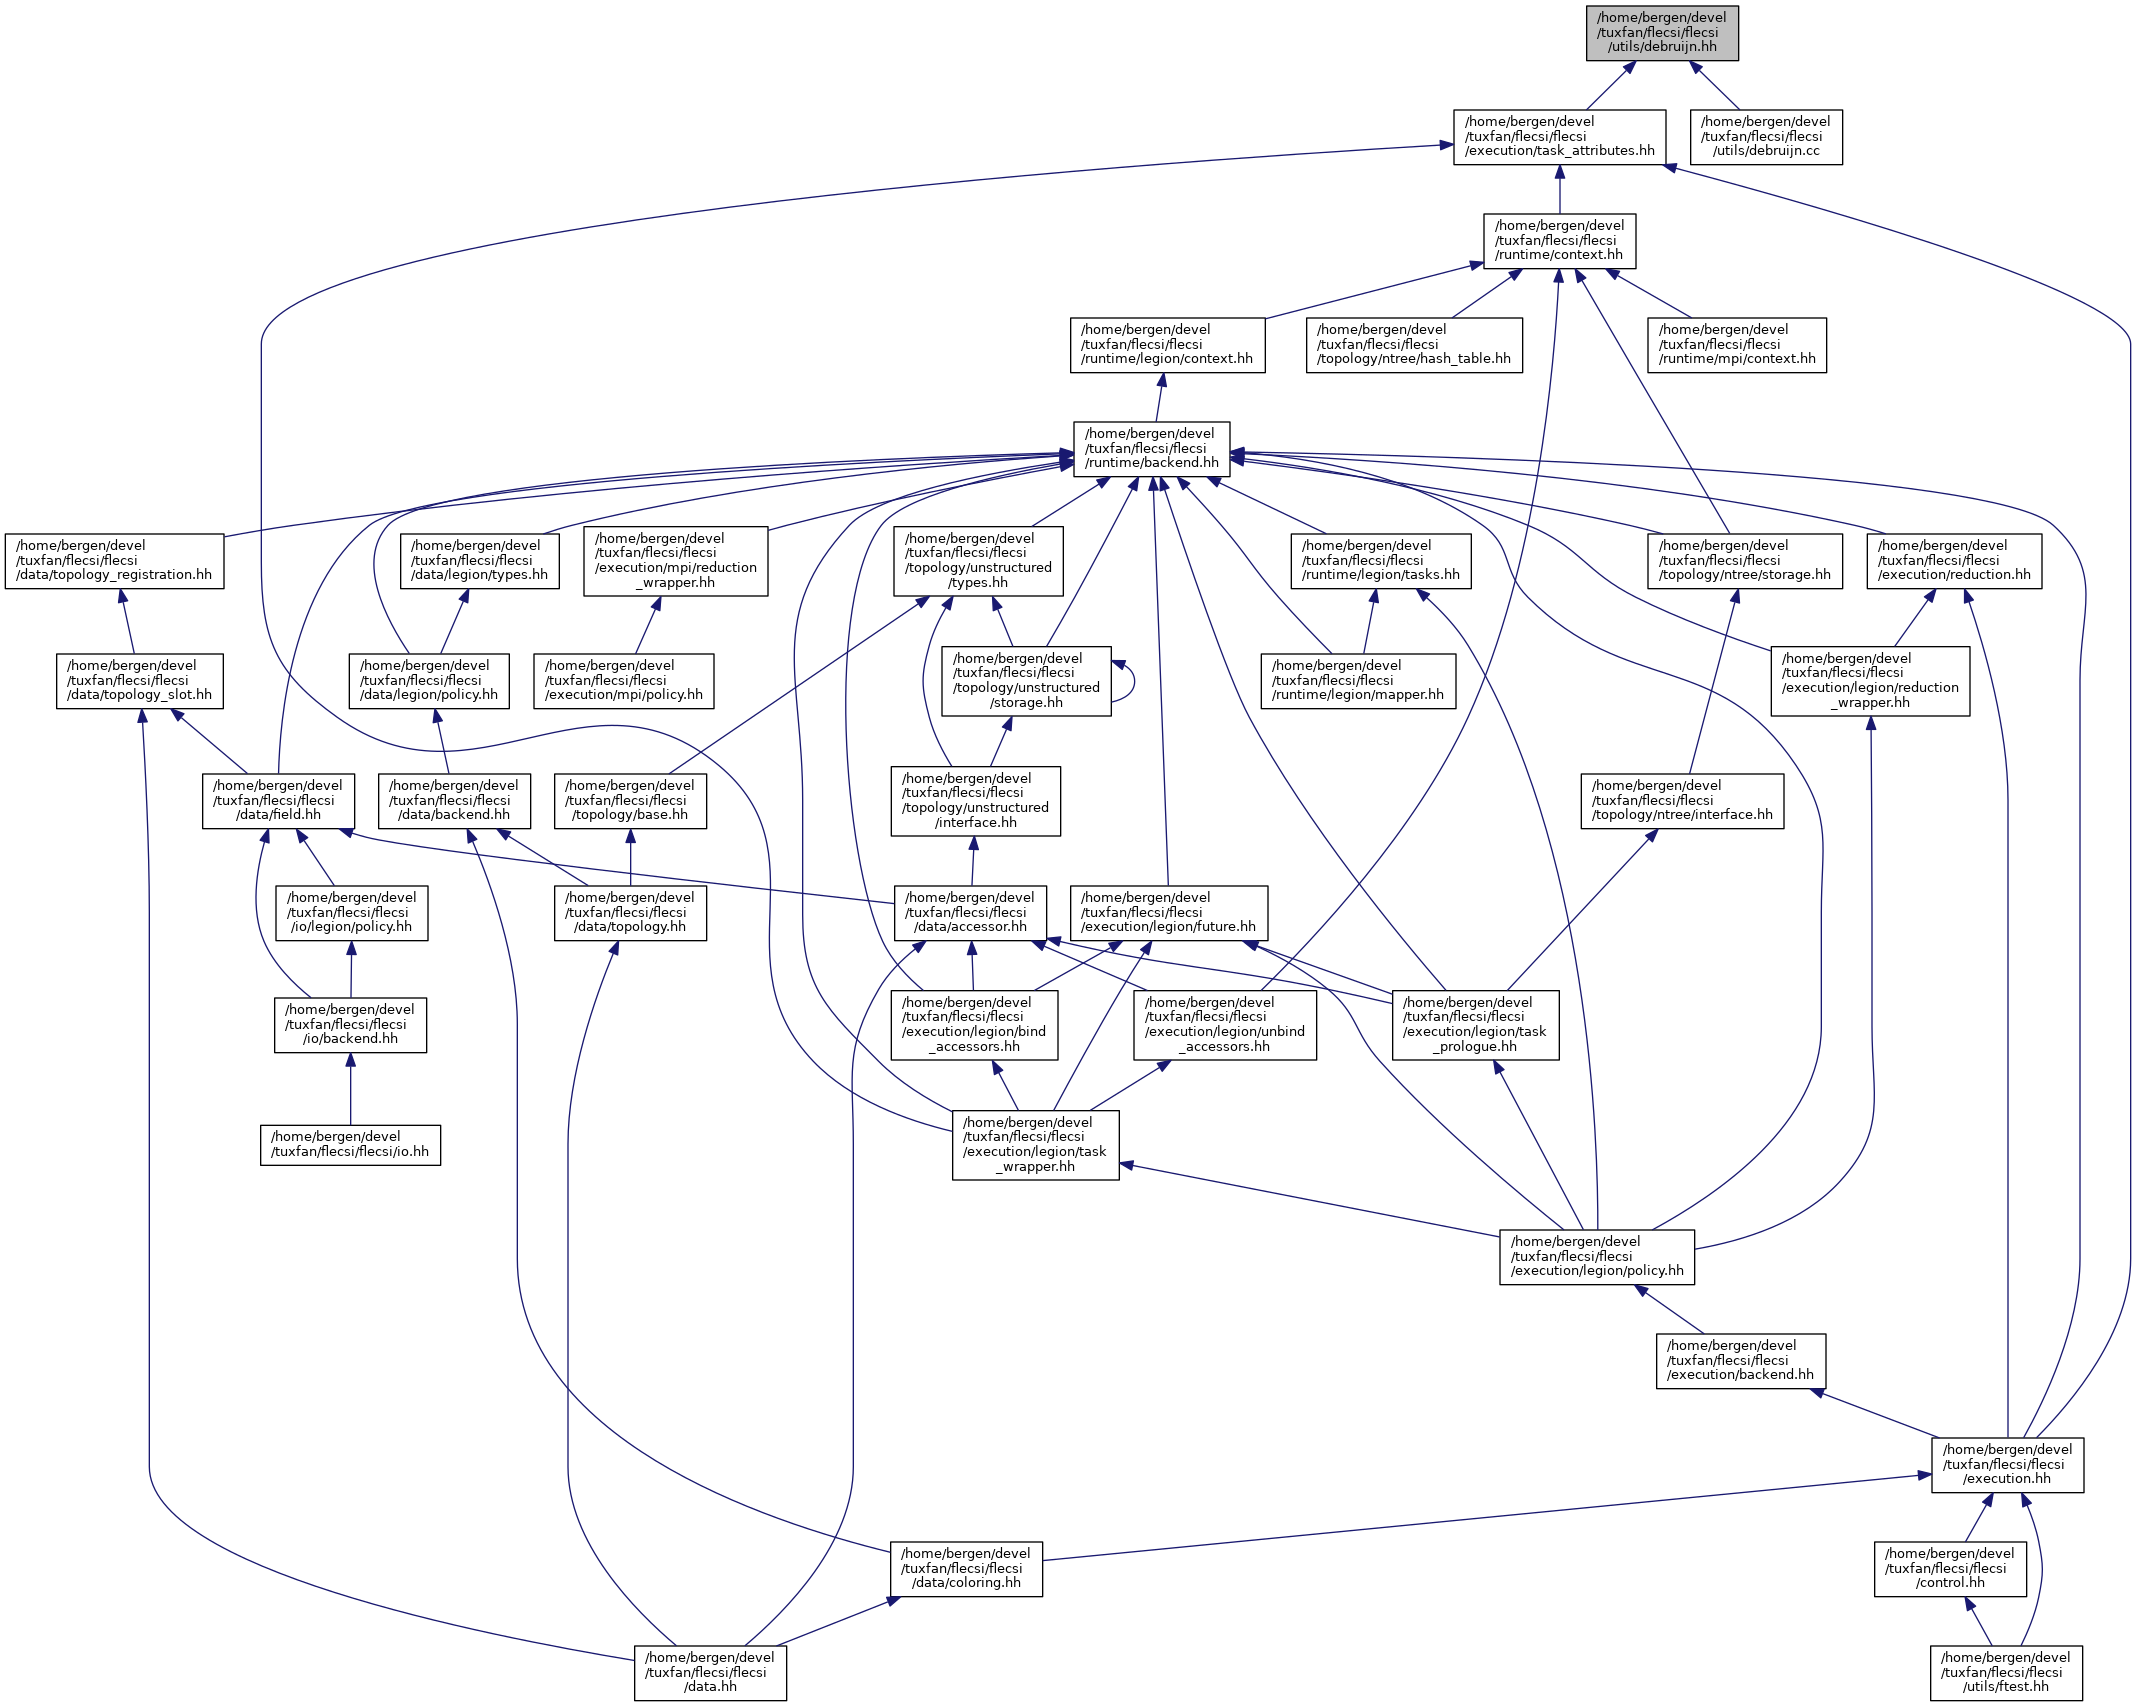 /home/bergen/devel
/tuxfan/flecsi/flecsi
/utils/debruijn.hh
/home/bergen/devel
/tuxfan/flecsi/flecsi
/execution/task_attributes.hh
/home/bergen/devel
/tuxfan/flecsi/flecsi
/utils/debruijn.cc
/home/bergen/devel
/tuxfan/flecsi/flecsi
/runtime/context.hh
/home/bergen/devel
/tuxfan/flecsi/flecsi
/runtime/legion/context.hh
/home/bergen/devel
/tuxfan/flecsi/flecsi
/topology/ntree/hash_table.hh
/home/bergen/devel
/tuxfan/flecsi/flecsi
/runtime/mpi/context.hh
/home/bergen/devel
/tuxfan/flecsi/flecsi
/runtime/backend.hh
/home/bergen/devel
/tuxfan/flecsi/flecsi
/data/topology_registration.hh
/home/bergen/devel
/tuxfan/flecsi/flecsi
/data/legion/types.hh
/home/bergen/devel
/tuxfan/flecsi/flecsi
/execution/mpi/reduction
_wrapper.hh
/home/bergen/devel
/tuxfan/flecsi/flecsi
/topology/unstructured
/types.hh
/home/bergen/devel
/tuxfan/flecsi/flecsi
/runtime/legion/tasks.hh
/home/bergen/devel
/tuxfan/flecsi/flecsi
/topology/ntree/storage.hh
/home/bergen/devel
/tuxfan/flecsi/flecsi
/execution/reduction.hh
/home/bergen/devel
/tuxfan/flecsi/flecsi
/data/topology_slot.hh
/home/bergen/devel
/tuxfan/flecsi/flecsi
/data/legion/policy.hh
/home/bergen/devel
/tuxfan/flecsi/flecsi
/execution/mpi/policy.hh
/home/bergen/devel
/tuxfan/flecsi/flecsi
/topology/unstructured
/storage.hh
/home/bergen/devel
/tuxfan/flecsi/flecsi
/runtime/legion/mapper.hh
/home/bergen/devel
/tuxfan/flecsi/flecsi
/execution/legion/reduction
_wrapper.hh
/home/bergen/devel
/tuxfan/flecsi/flecsi
/data/field.hh
/home/bergen/devel
/tuxfan/flecsi/flecsi
/data/backend.hh
/home/bergen/devel
/tuxfan/flecsi/flecsi
/topology/base.hh
/home/bergen/devel
/tuxfan/flecsi/flecsi
/topology/unstructured
/interface.hh
/home/bergen/devel
/tuxfan/flecsi/flecsi
/topology/ntree/interface.hh
/home/bergen/devel
/tuxfan/flecsi/flecsi
/io/legion/policy.hh
/home/bergen/devel
/tuxfan/flecsi/flecsi
/data/topology.hh
/home/bergen/devel
/tuxfan/flecsi/flecsi
/data/accessor.hh
/home/bergen/devel
/tuxfan/flecsi/flecsi
/execution/legion/future.hh
/home/bergen/devel
/tuxfan/flecsi/flecsi
/io/backend.hh
/home/bergen/devel
/tuxfan/flecsi/flecsi
/execution/legion/bind
_accessors.hh
/home/bergen/devel
/tuxfan/flecsi/flecsi
/execution/legion/unbind
_accessors.hh
/home/bergen/devel
/tuxfan/flecsi/flecsi
/execution/legion/task
_prologue.hh
/home/bergen/devel
/tuxfan/flecsi/flecsi/io.hh
/home/bergen/devel
/tuxfan/flecsi/flecsi
/execution/legion/task
_wrapper.hh
/home/bergen/devel
/tuxfan/flecsi/flecsi
/execution/legion/policy.hh
/home/bergen/devel
/tuxfan/flecsi/flecsi
/execution/backend.hh
/home/bergen/devel
/tuxfan/flecsi/flecsi
/execution.hh
/home/bergen/devel
/tuxfan/flecsi/flecsi
/data/coloring.hh
/home/bergen/devel
/tuxfan/flecsi/flecsi
/control.hh
/home/bergen/devel
/tuxfan/flecsi/flecsi
/data.hh
/home/bergen/devel
/tuxfan/flecsi/flecsi
/utils/ftest.hh